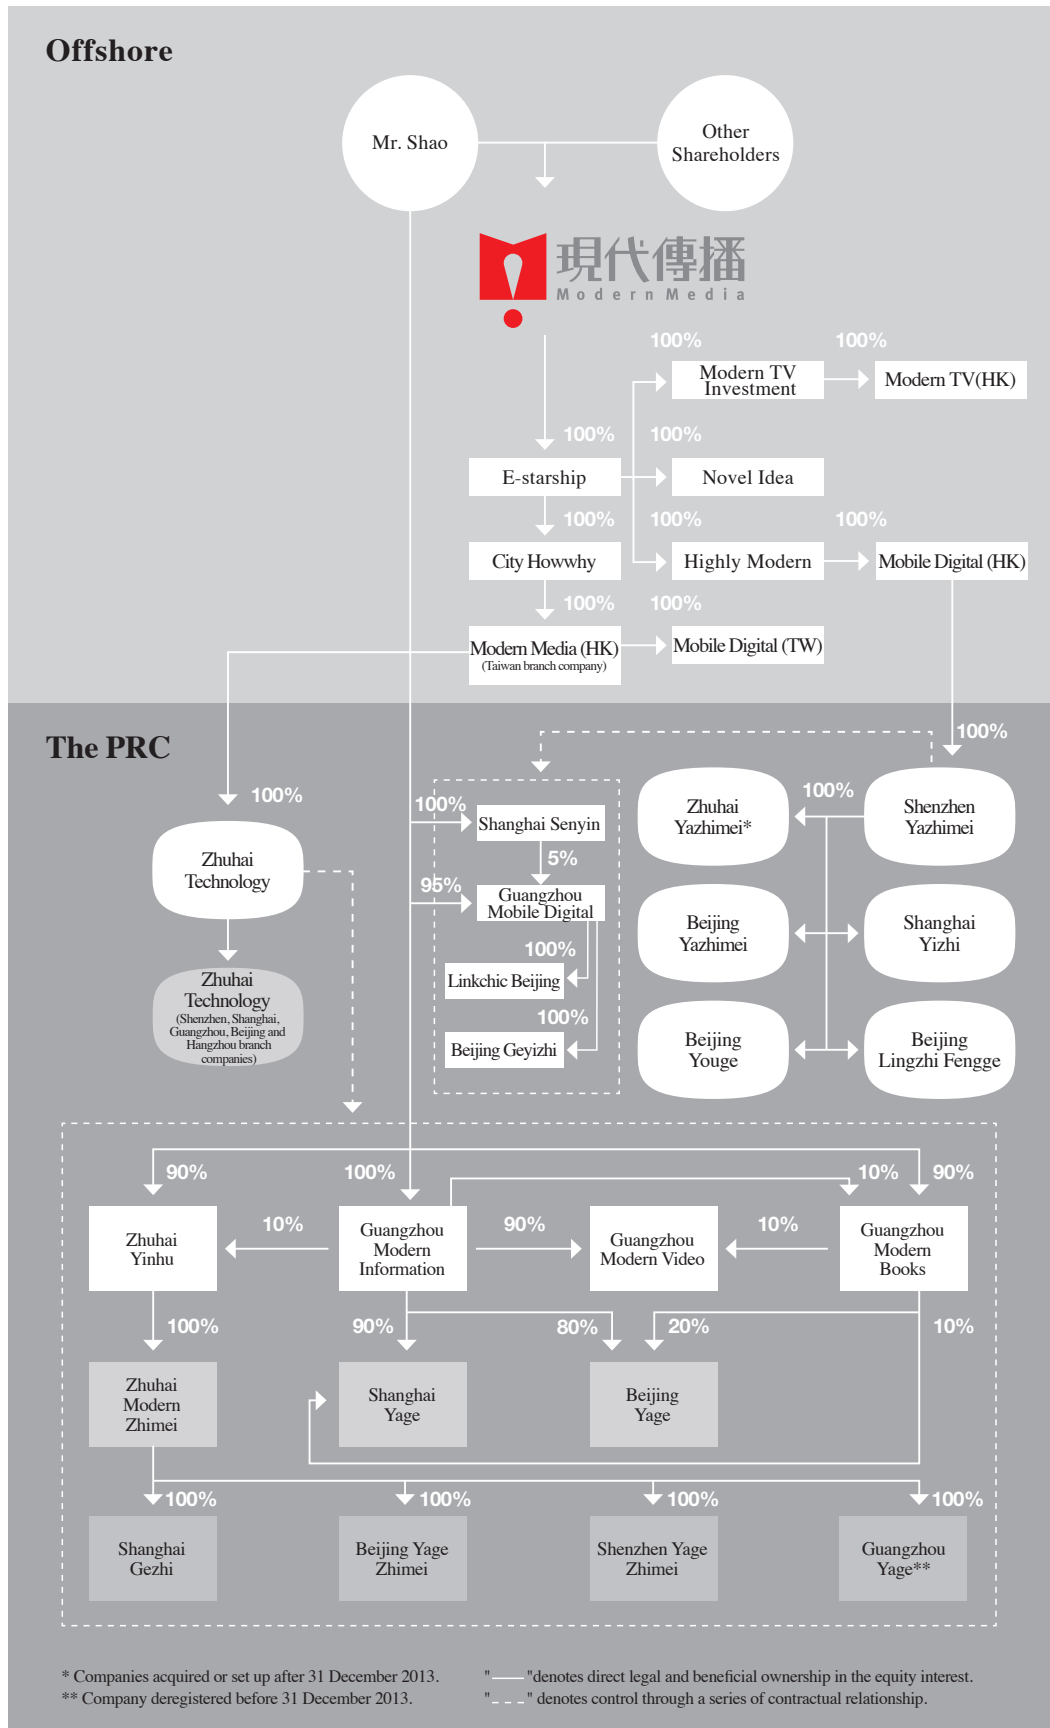 Offshore
Mr. Shao
Other
Shareholders
現代傳播
Modern Media
100%
100%
Modern TV
Investment
Modern TV(HK)
100%
100%
E-starship
Novel Idea
100%
100%
100%
City Howwhy
Highly Modern
Mobile Digital (HK)
100%
100%
Modern Media (HK)
(Taiwan branch company)
Mobile Digital (TW)
The PRC
100%
100%
100%
100%
Zhuhai
Yazhimei*
Shenzhen
Yazhimei
Shanghai Senyin
5%
Zhuhai
Technology
95%
Guangzhou
Mobile Digital
Beijing
Yazhimei
Shanghai
Yizhi
100%
Linkchic Beijing
Zhuhai
Technology
(Shenzhen, Shanghai,
Guangzhou, Beijing and
Hangzhou branch
companies)
100%
Beijing Geyizhi
Beijing
Youge
Beijing
Lingzhi Fengge
90%
100%
10%
90%
Zhuhai
Yinhu
10%
Guangzhou
Modern
Information
90%
Guangzhou
Modern Video
10%
Guangzhou
Modern
Books
100%
90%
80%
20%
10%
Zhuhai
Modern
Zhimei
Shanghai
Yage
Beijing
Yage
100%
100%
100%
100%
Shanghai
Gezhi
Beijing Yage
Zhimei
Shenzhen Yage
Zhimei
Guangzhou
Yage**
* Companies acquired or set up after 31 December 2013.
** Company deregistered before 31 December 2013.
"——"denotes direct legal and beneficial ownership in the equity interest.
"_ _ _" denotes control through a series of contractual relationship.